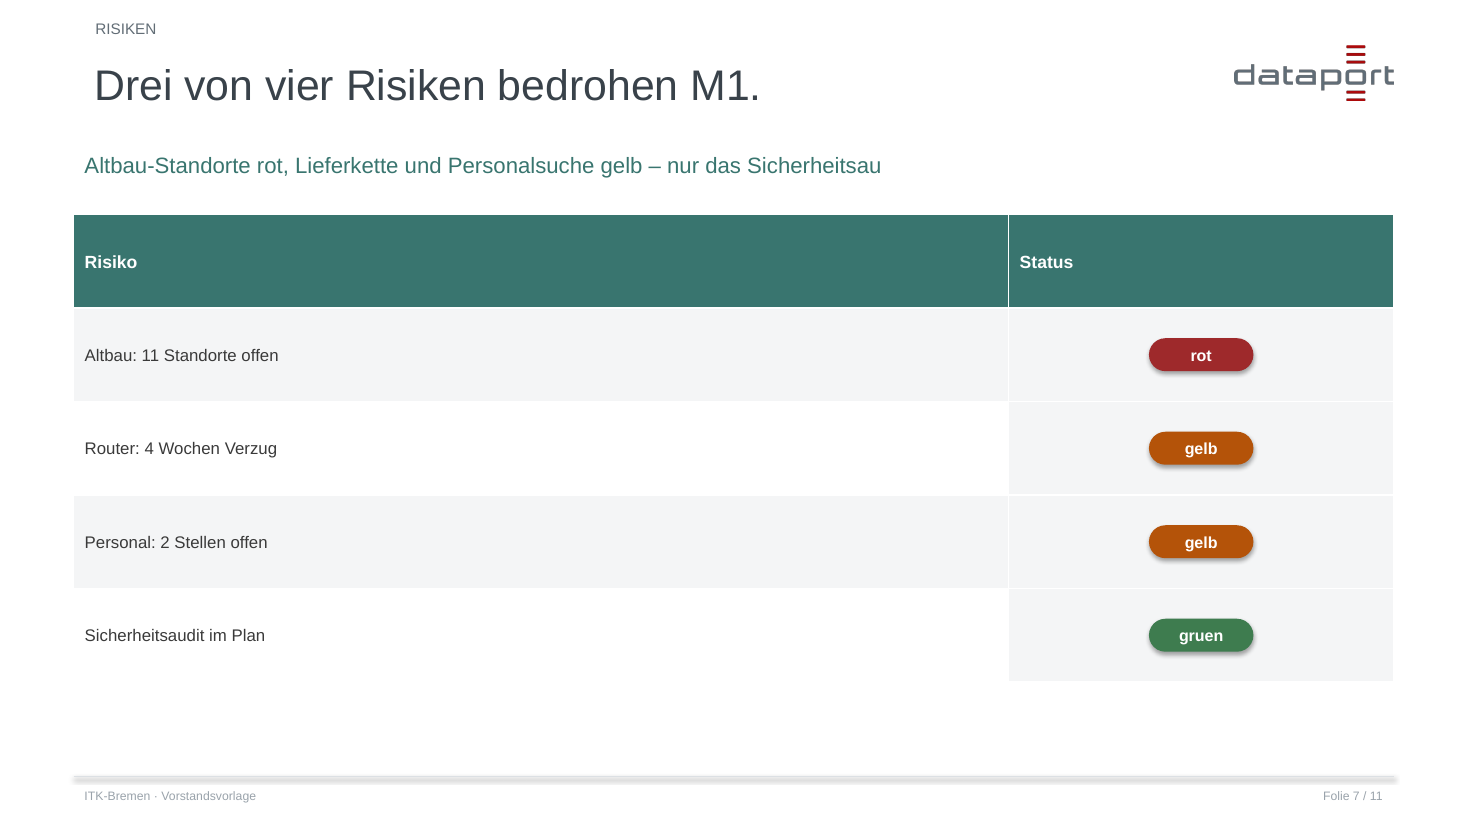 RISIKEN
Drei von vier Risiken bedrohen M1.
dataport
Altbau-Standorte rot, Lieferkette und Personalsuche gelb – nur das Sicherheitsau
Risiko
Status
Altbau: 11 Standorte offen
rot
Router: 4 Wochen Verzug
gelb
Personal: 2 Stellen offen
gelb
Sicherheitsaudit im Plan
gruen
ITK-Bremen · Vorstandsvorlage
Folie 7 / 11